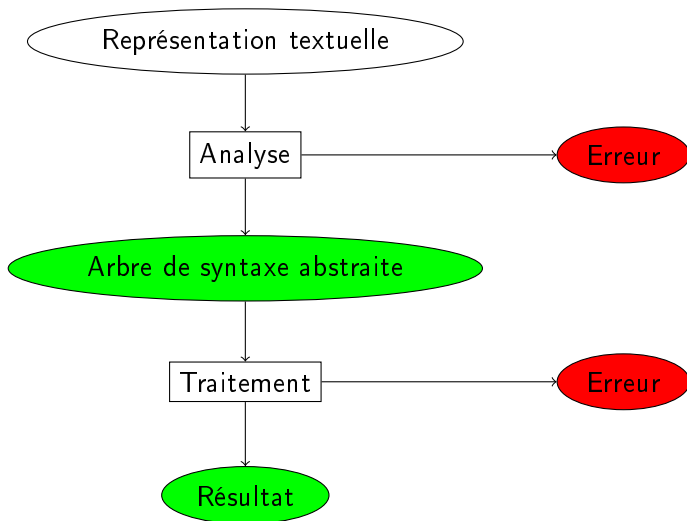 Représentation textuelle
Analyse
Erreur
Arbre de syntaxe abstraite
Traitement
Erreur
Résultat